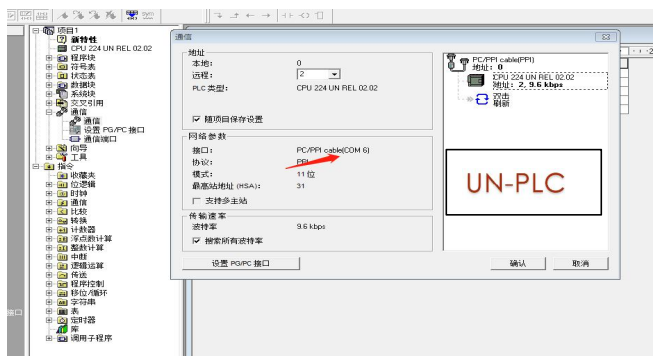 sym
项目1
新特性
CPU 224 UN REL 02.02
程序块
符号表
状态表
数据块
系统块
交叉引用
通信
通信
设置 PG/PC 接口
通信端口
向导
工具
指令
收藏夹
位逻辑
时钟
通信
比较
转换
计数器
浮点数计算
整数计算
中断
逻辑运算
传送
程序控制
移位/循环
字符串
表
定时器
库
调用子程序
接口
通信
地址
本地: 0
远程: 2
PLC 类型: CPU 224 UN REL 02.02
随项目保存设置
网络参数
接口: PC/PPI cable(COM 6)
协议: PPI
模式: 11 位
最高站地址 (HSA): 31
支持多主站
传输速率
波特率 9.6 kbps
搜索所有波特率
设置 PG/PC 接口
PC/PPI cable(PPI)
地址: 0
CPU 224 UN REL 02.02
地址: 2, 9.6 kbps
双击
刷新
UN-PLC
确认
取消